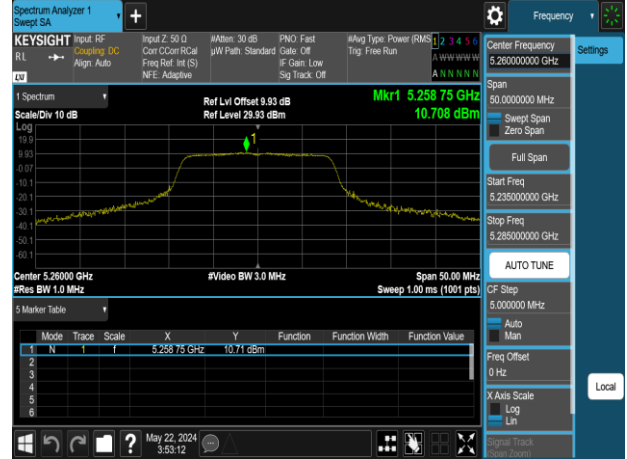 Spectrum Analyzer 1
Swept SA
Frequency
KEYSIGHT
RL
LXI
Input: RF
Coupling: DC
Align: Auto
Input Z: 50 Ω
Corr CCorr RCal
Freq Ref: Int (S)
NFE: Adaptive
#Atten: 30 dB
µW Path: Standard
PNO: Fast
Gate: Off
IF Gain: Low
Sig Track: Off
#Avg Type: Power (RMS
Trig: Free Run
1 2 3 4 5 6
A W W W W W
A N N N N N
1 Spectrum
Scale/Div 10 dB
Ref Lvl Offset 9.93 dB
Ref Level 29.93 dBm
Mkr1 5.258 75 GHz
10.708 dBm
Log
19.9
9.93
-0.07
-10.1
-20.1
-30.1
-40.1
-50.1
-60.1
1
Center 5.26000 GHz
#Res BW 1.0 MHz
#Video BW 3.0 MHz
Span 50.00 MHz
Sweep 1.00 ms (1001 pts)
5 Marker Table
Mode Trace Scale X Y Function Function Width Function Value
1 N 1 f 5.258 75 GHz 10.71 dBm
2
3
4
5
6
May 22, 2024
3:53:12
Center Frequency
5.260000000 GHz
Span
50.0000000 MHz
Swept Span
Zero Span
Full Span
Start Freq
5.235000000 GHz
Stop Freq
5.285000000 GHz
AUTO TUNE
CF Step
5.000000 MHz
Auto
Man
Freq Offset
0 Hz
X Axis Scale
Log
Lin
Signal Track
(Span Zoom)
Settings
Local